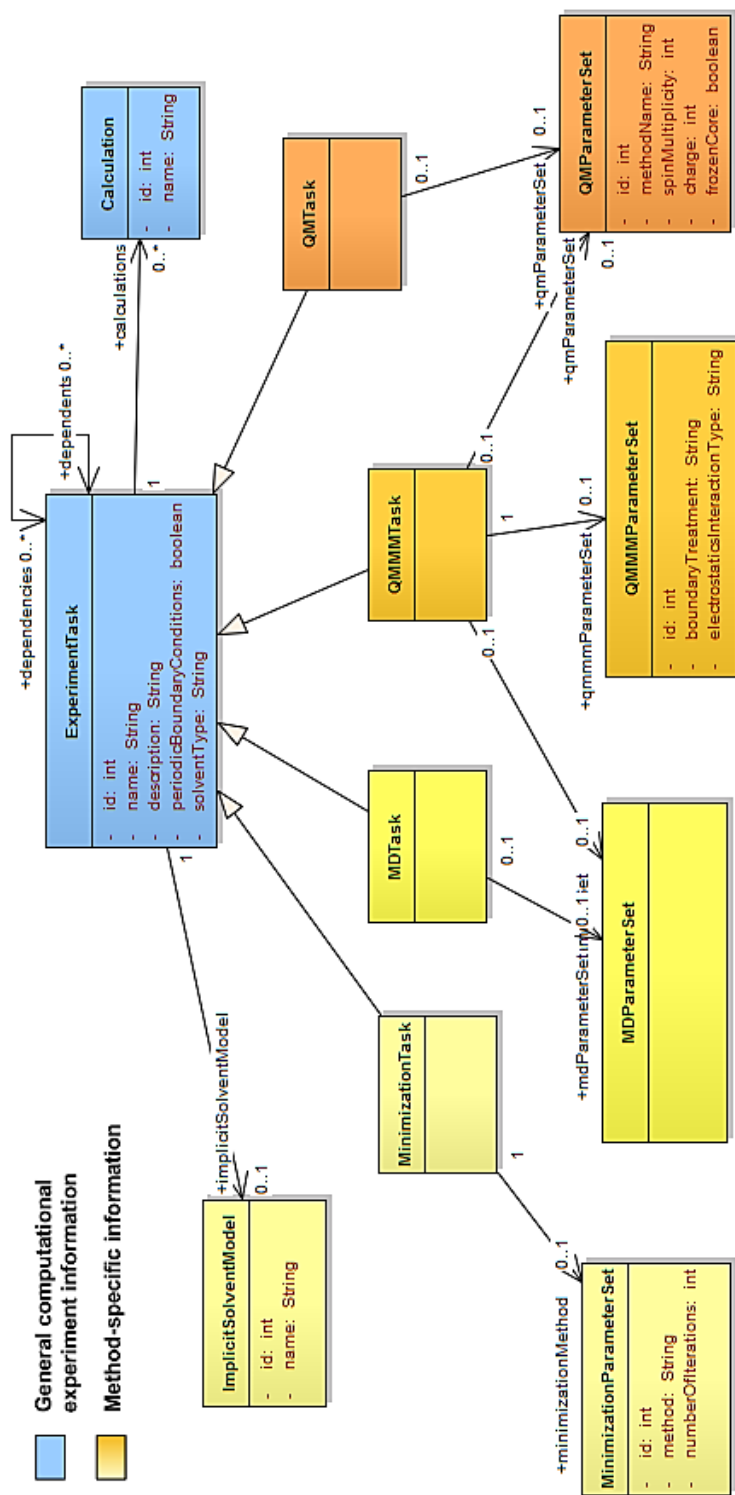 General computational
experiment information
Method-specific information
+dependencies 0..*
+dependents 0..*
ExperimentTask
- id: int
- name: String
- description: String
- periodicBoundaryConditions: boolean
- solventType: String
1
+implicitSolventModel
0..1
1
+calculations
0..*
ImplicitSolventModel
- id: int
- name: String
Calculation
- id: int
- name: String
MinimizationTask
1
MDTask
0..1
QMMMTask
0..1
1
0..1
QMTask
0..1
+minimizationMethod
0..1
+mdParameterSet
0..1
0..1
+qmmmParameterSet
0..1
+qmParameterSet
0..1
+qmParameterSet
0..1
MinimizationParameterSet
- id: int
- method: String
- numberOfIterations: int
MDParameterSet
QMMMParameterSet
- id: int
- boundaryTreatment: String
- electrostaticsInteractionType: String
QMParameterSet
- id: int
- methodName: String
- spinMultiplicity: int
- charge: int
- frozenCore: boolean